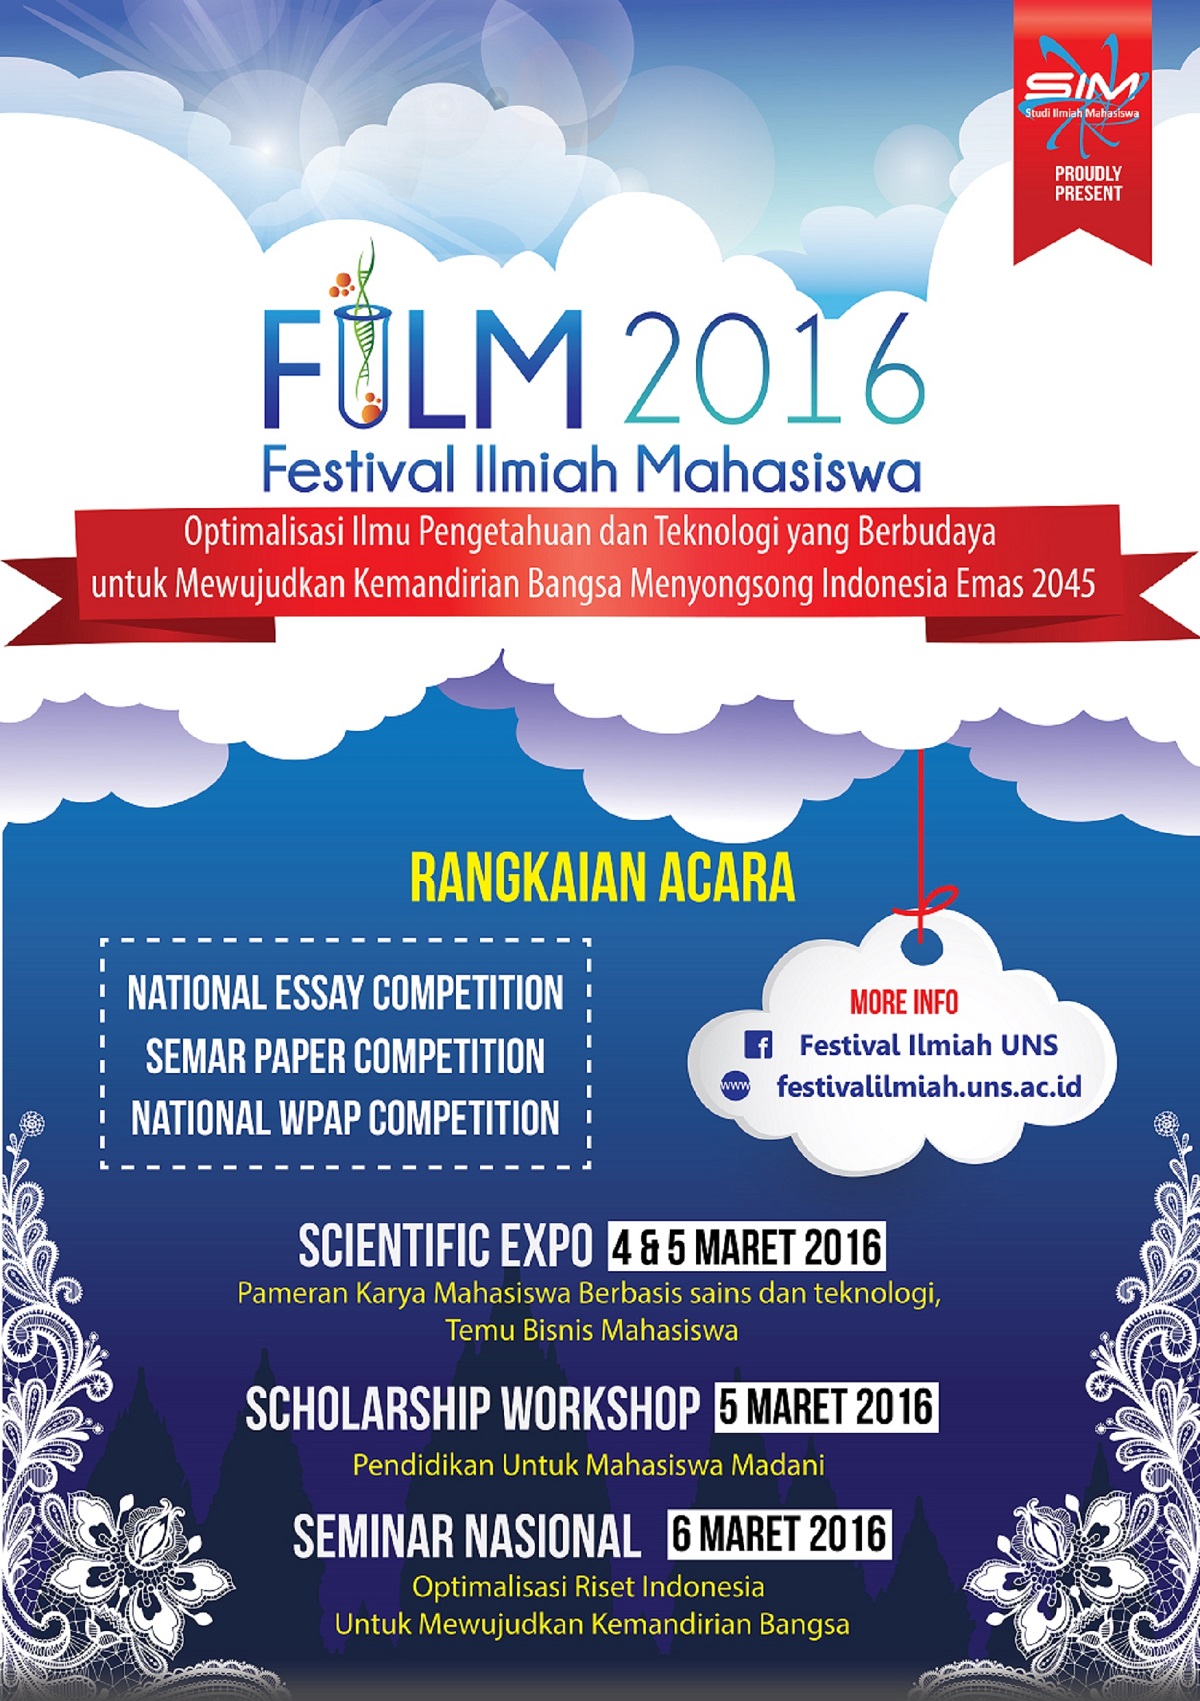 SIM
Studi Ilmiah Mahasiswa
PROUDLY
PRESENT
FILM 2016
Festival Ilmiah Mahasiswa
Optimalisasi Ilmu Pengetahuan dan Teknologi yang Berbudaya
untuk Mewujudkan Kemandirian Bangsa Menyongsong Indonesia Emas 2045
RANGKAIAN ACARA
NATIONAL ESSAY COMPETITION
SEMAR PAPER COMPETITION
NATIONAL WPAP COMPETITION
MORE INFO
f Festival Ilmiah UNS
www festivalilmiah.uns.ac.id
SCIENTIFIC EXPO 4 & 5 MARET 2016
Pameran Karya Mahasiswa Berbasis sains dan teknologi,
Temu Bisnis Mahasiswa
SCHOLARSHIP WORKSHOP 5 MARET 2016
Pendidikan Untuk Mahasiswa Madani
SEMINAR NASIONAL 6 MARET 2016
Optimalisasi Riset Indonesia
Untuk Mewujudkan Kemandirian Bangsa